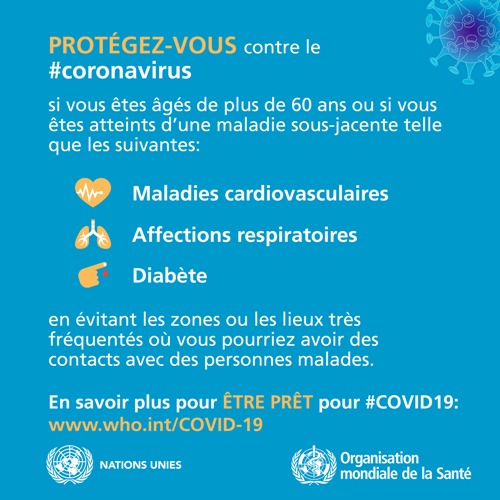 PROTÉGEZ-VOUS contre le
#coronavirus
si vous êtes âgés de plus de 60 ans ou si vous
êtes atteints d’une maladie sous-jacente telle
que les suivantes:
Maladies cardiovasculaires
Affections respiratoires
Diabète
en évitant les zones ou les lieux très
fréquentés où vous pourriez avoir des
contacts avec des personnes malades.
En savoir plus pour ÊTRE PRÊT pour #COVID19:
www.who.int/COVID-19
NATIONS UNIES
Organisation
mondiale de la Santé